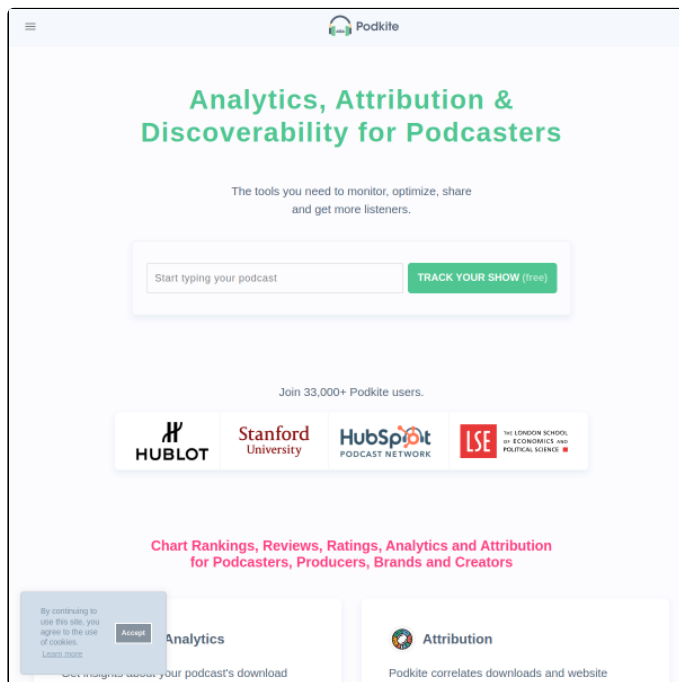 Podkite
Analytics, Attribution &
Discoverability for Podcasters
The tools you need to monitor, optimize, share
and get more listeners.
Start typing your podcast
TRACK YOUR SHOW (free)
Join 33,000+ Podkite users.
HUBLOT
Stanford
University
HubSpot
PODCAST NETWORK
LSE
THE LONDON SCHOOL
OF ECONOMICS AND
POLITICAL SCIENCE
Chart Rankings, Reviews, Ratings, Analytics and Attribution
for Podcasters, Producers, Brands and Creators
By continuing to
use this site, you
agree to the use
of cookies.
Learn more
Accept
Analytics
Get insights about your podcast's download
Attribution
Podkite correlates downloads and website